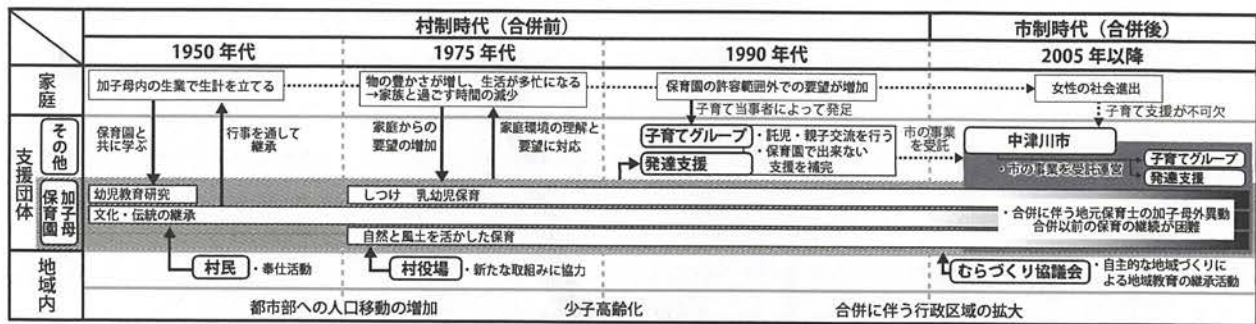 村制時代（合併前）
市制時代（合併後）
1950 年代
1975 年代
1990 年代
2005 年以降
家庭
加子母内の生業で生計を立てる
物の豊かさが増し、生活が多忙になる
→家族と過ごす時間の減少
保育園の許容範囲外での要望が増加
女性の社会進出
子育て当事者によって発足
子育て支援が不可欠
支援団体
その他
保育園と
共に学ぶ
行事を通して
継承
家庭からの
要望の増加
家庭環境の理解と
要望に対応
子育てグループ
発達支援
・託児・親子交流を行う
・保育園で出来ない
支援を補完
市の事業
を受託
中津川市
・市の事業を受託運営
子育てグループ
発達支援
加子母
保育園
幼児教育研究
しつけ 乳幼児保育
文化・伝統の継承
自然と風土を活かした保育
・合併に伴う地元保育士の加子母外異動
合併以前の保育の継続が困難
地域内
村民
・奉仕活動
村役場
・新たな取組みに協力
むらづくり協議会
・自主的な地域づくりに
よる地域教育の継承活動
都市部への人口移動の増加
少子高齢化
合併に伴う行政区域の拡大